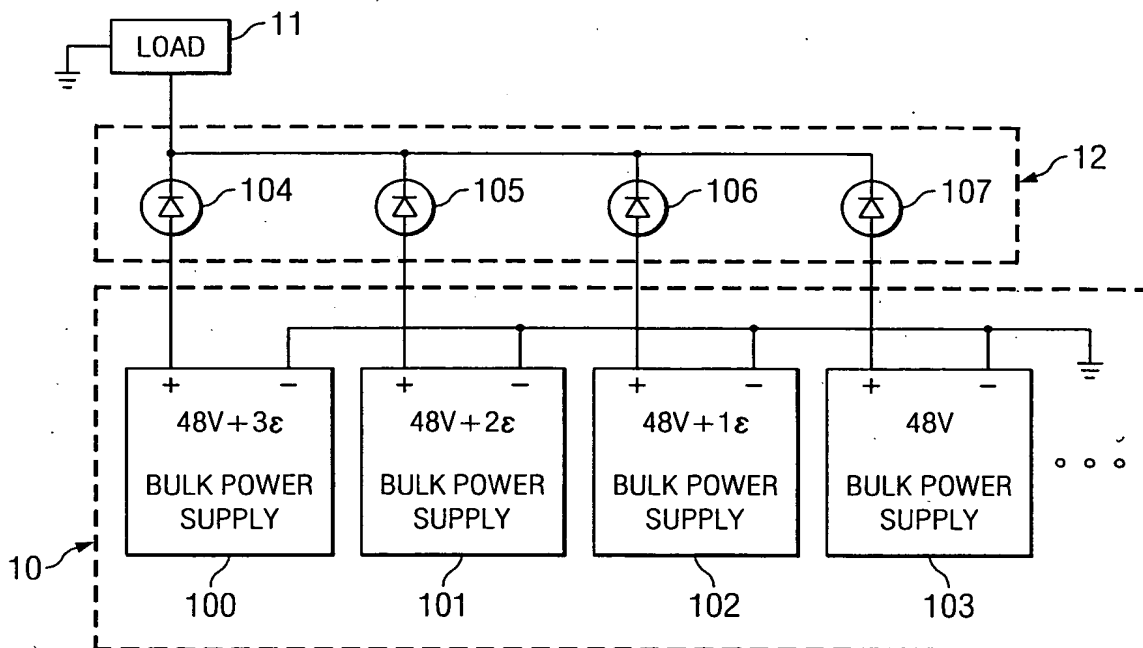 LOAD
11
12
104
105
106
107
+ − + − + − + −
48V+3ε
BULK POWER
SUPPLY
48V+2ε
BULK POWER
SUPPLY
48V+1ε
BULK POWER
SUPPLY
48V
BULK POWER
SUPPLY
10
100
101
102
103